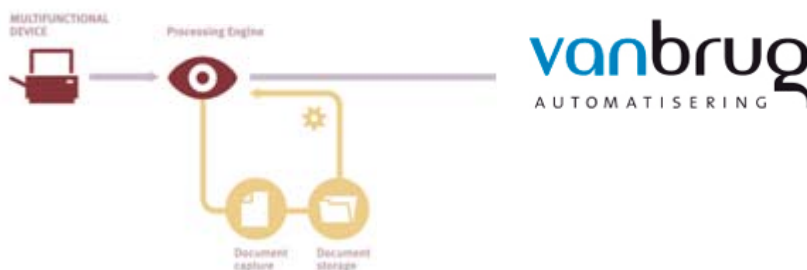 MULTIFUNCTIONAL
DEVICE
Processing Engine
vanbrug
AUTOMATISERING
Document
capture
Document
storage